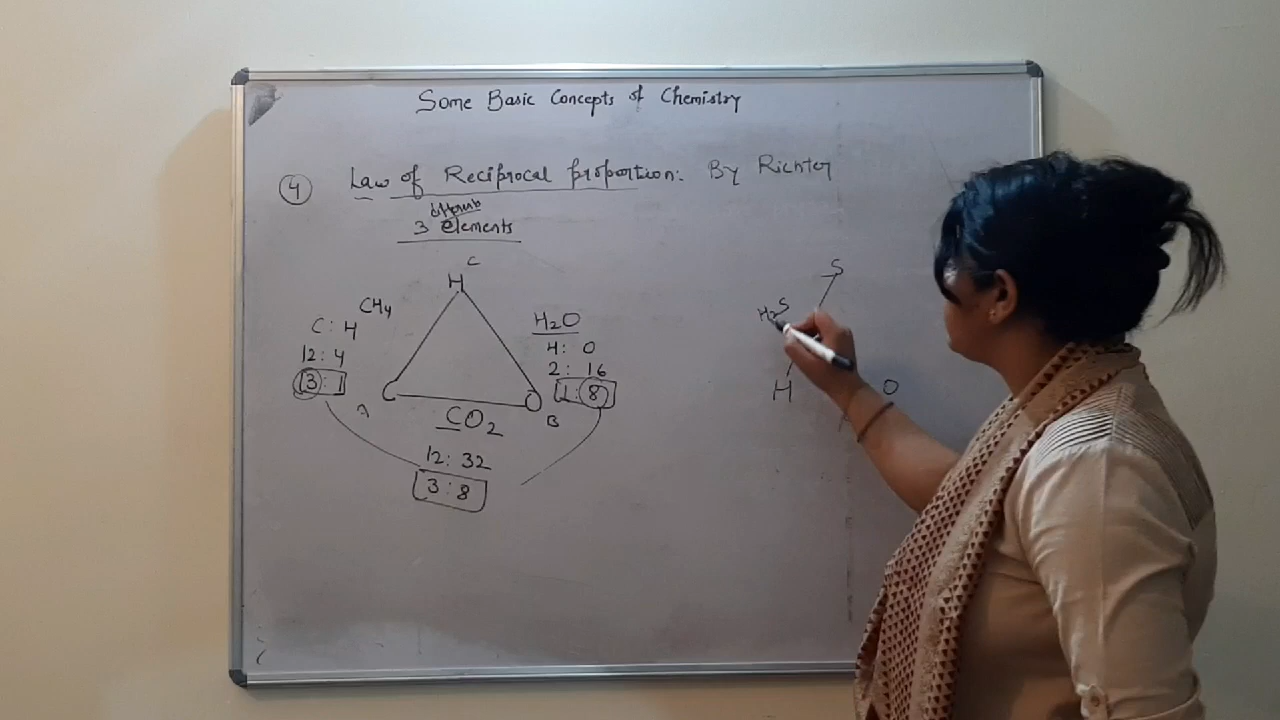 Some Basic Concepts of Chemistry
4 Law of Reciprocal proportion: By Richter
3 elements
C
H
CH4
C: 4
12: 4
3: 1
C
A
H2O
4: O
2: 16
1: 8
O
B
CO2
12: 32
3: 8
S
H2S
H
O